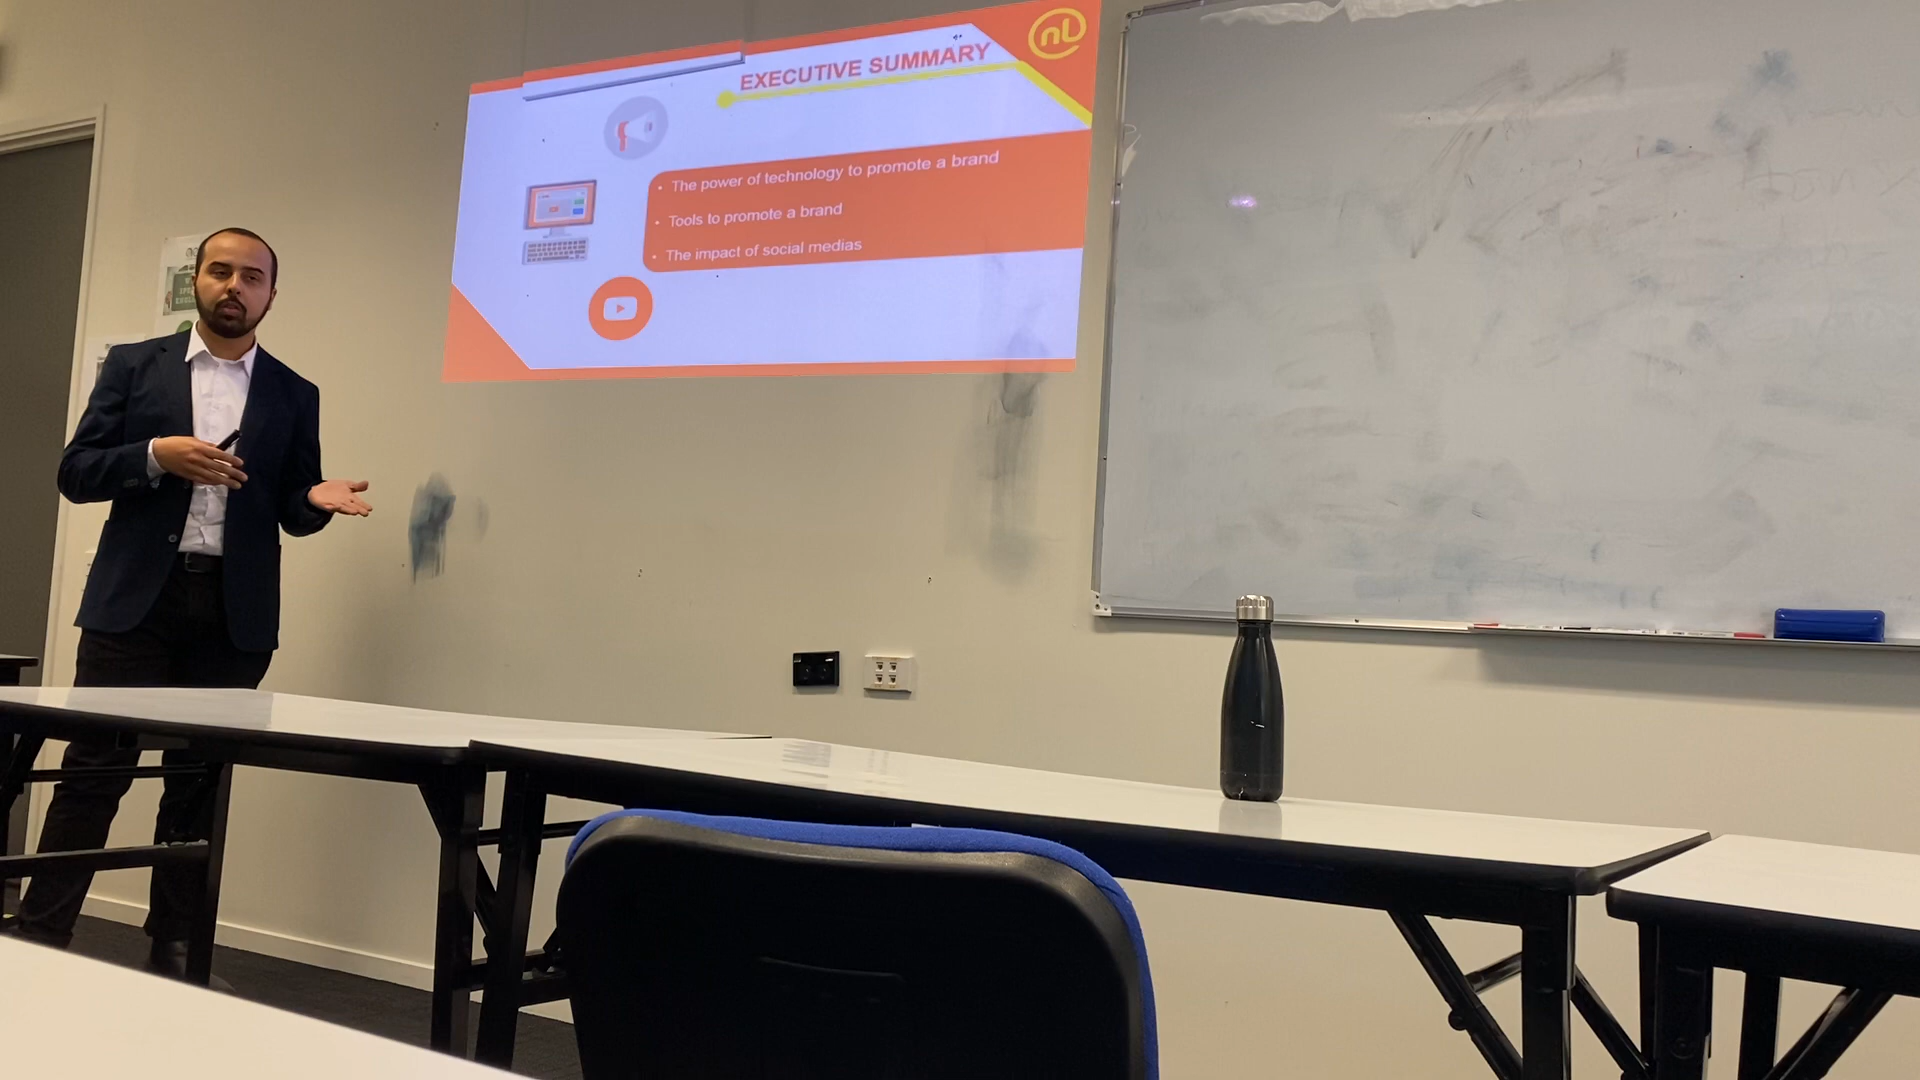 nL
EXECUTIVE SUMMARY
• The power of technology to promote a brand
• Tools to promote a brand
• The impact of social medias